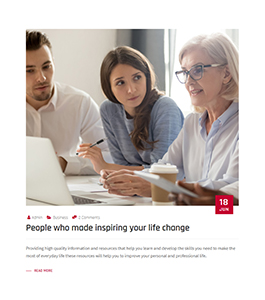 18
JUN
Admin Business 2 Comments
People who made inspiring your life change
Providing high quality information and resources that help you learn and develop the skills you need to make the
most of everyday life these resources will help you to improve your personal and professional life.
READ MORE